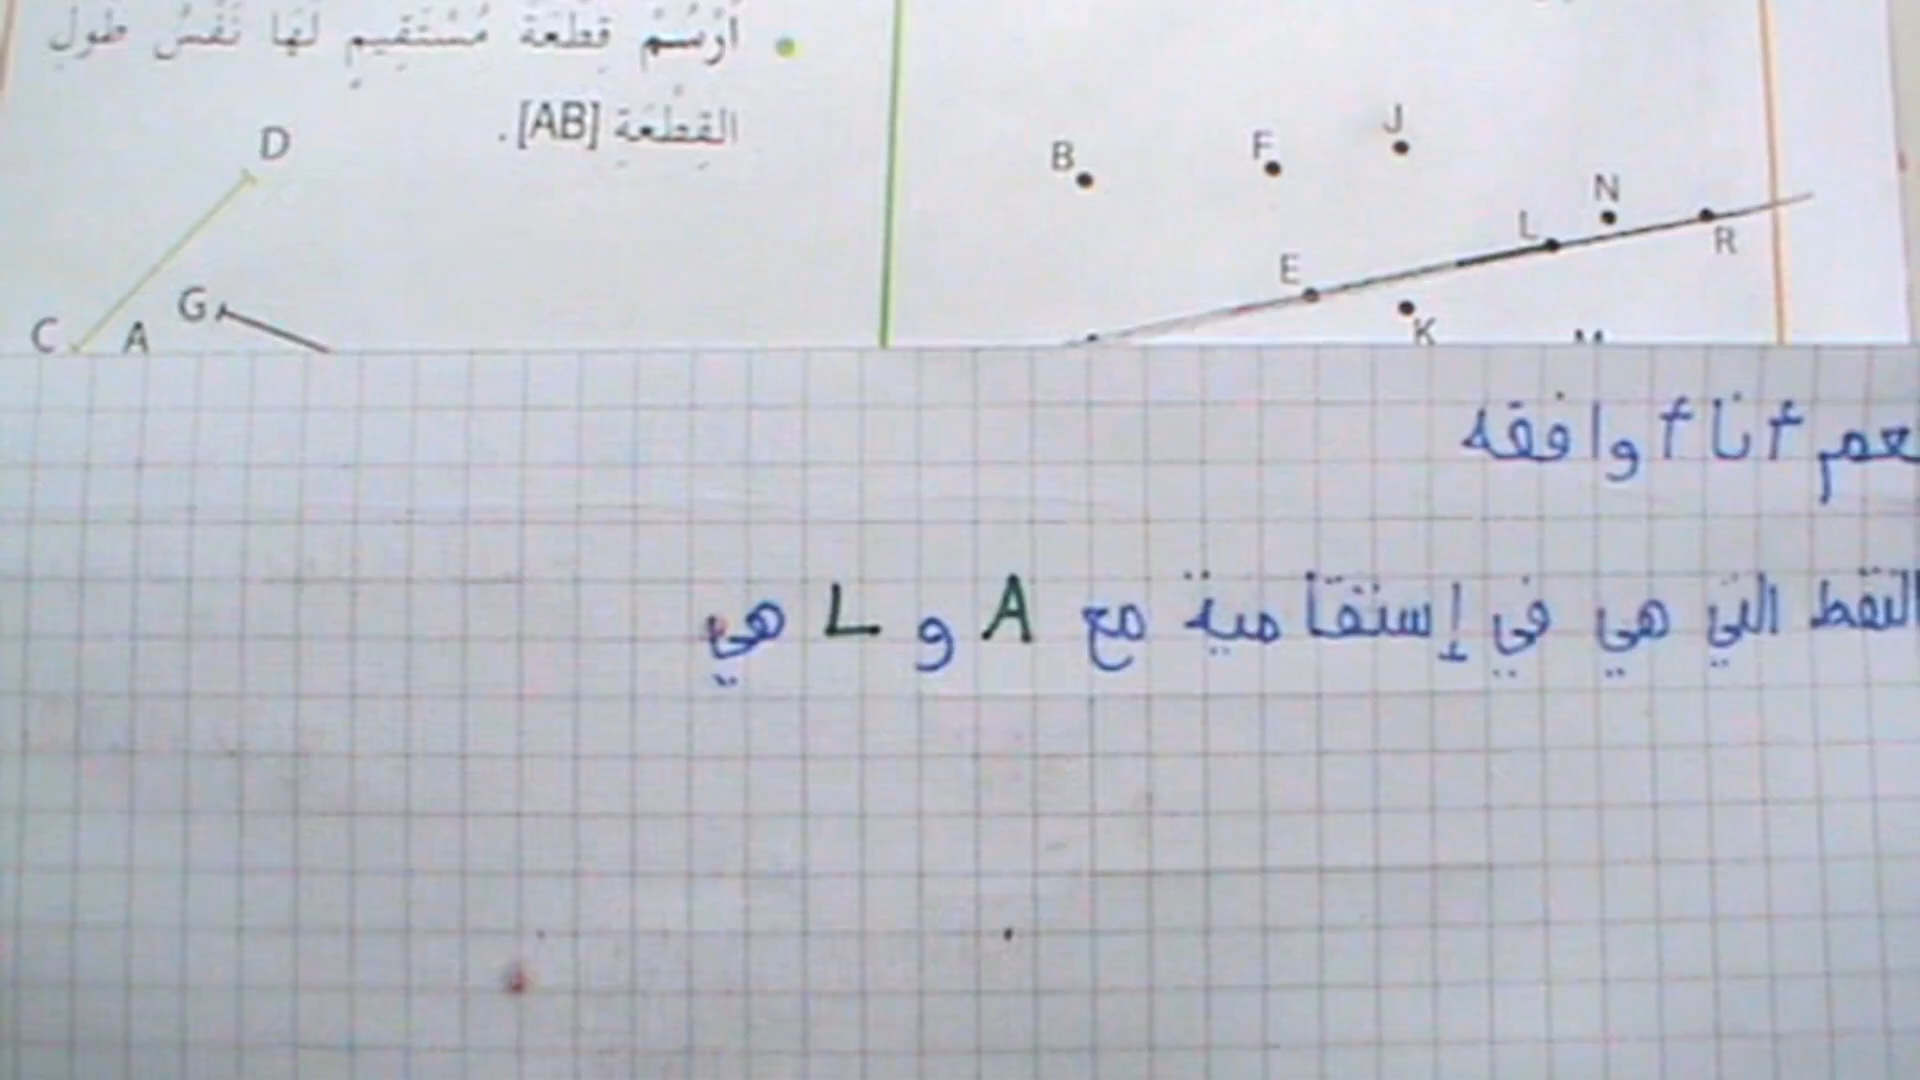 أُرْسُمْ قِطْعَةَ مُسْتَقِيمٍ لَهَا نَفْسُ طُولِ
القِطْعَةِ [AB].
D
C
A
G
B
F
J
N
L
R
E
K
M
نعم أنا أوافقه
النقط التي هي في إستقامية مع A و L هي